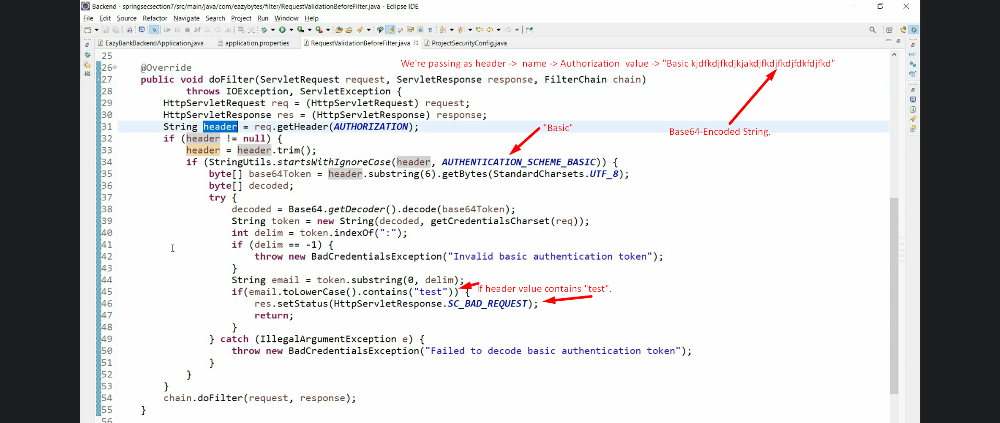 Backend - springsecsection7/src/main/java/com/eazybytes/filter/RequestValidationBeforeFilter.java - Eclipse IDE
File Edit Source Refactor Navigate Search Project Run Window Help
EazyBankBackendApplication.java application.properties RequestValidationBeforeFilter.java ProjectSecurityConfig.java
25
We're passing as header -> name -> Authorization value -> "Basic kjdfkdjfkdjkjakdjfkdjfkdjfdkfdjfkd"
26 @Override
27 public void doFilter(ServletRequest request, ServletResponse response, FilterChain chain)
28 throws IOException, ServletException {
29 HttpServletRequest req = (HttpServletRequest) request;
30 HttpServletResponse res = (HttpServletResponse) response;
31 String header = req.getHeader(AUTHORIZATION);
"Basic"
Base64-Encoded String.
32 if (header != null) {
33 header = header.trim();
34 if (StringUtils.startsWithIgnoreCase(header, AUTHENTICATION_SCHEME_BASIC)) {
35 byte[] base64Token = header.substring(6).getBytes(StandardCharsets.UTF_8);
36 byte[] decoded;
37 try {
38 decoded = Base64.getDecoder().decode(base64Token);
39 String token = new String(decoded, getCredentialsCharset(req));
40 int delim = token.indexOf(":");
41 if (delim == -1) {
42 throw new BadCredentialsException("Invalid basic authentication token");
43 }
44 String email = token.substring(0, delim);
45 if(email.toLowerCase().contains("test")) {
If header value contains "test".
46 res.setStatus(HttpServletResponse.SC_BAD_REQUEST);
47 return;
48 }
49 } catch (IllegalArgumentException e) {
50 throw new BadCredentialsException("Failed to decode basic authentication token");
51 }
52 }
53 }
54 chain.doFilter(request, response);
55 }
56